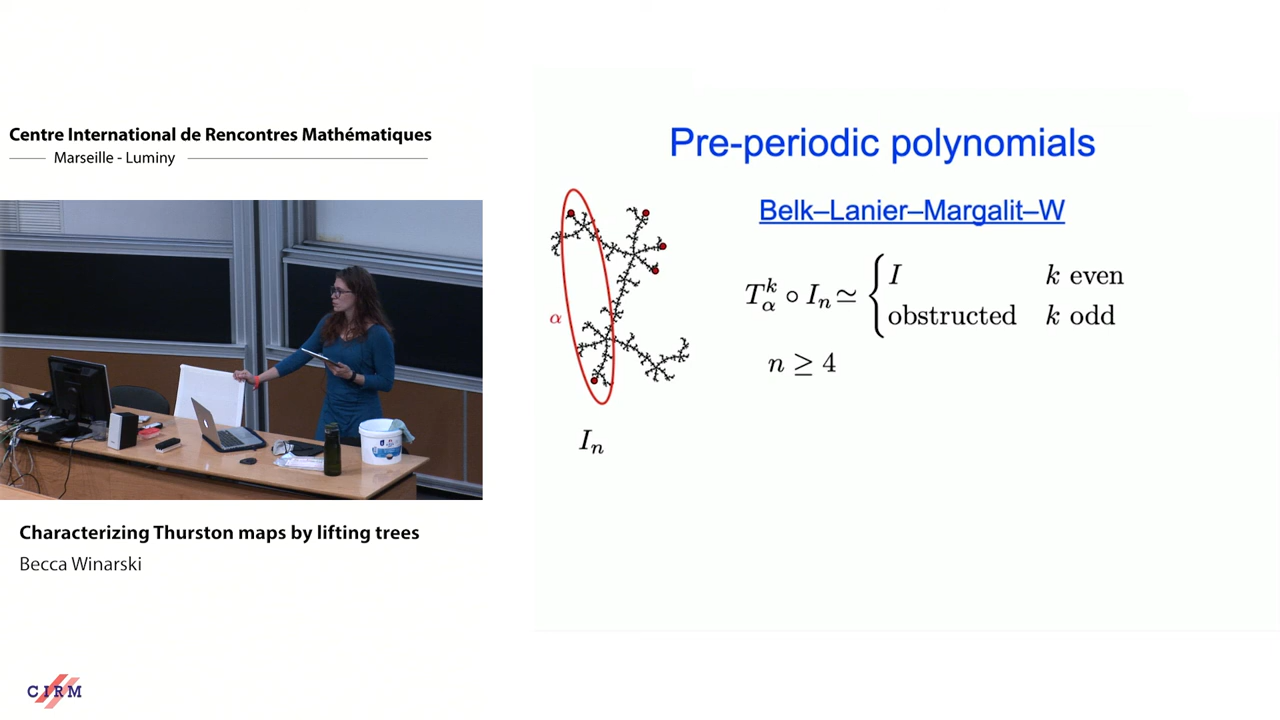 Centre International de Rencontres Mathématiques
Marseille - Luminy
Pre-periodic polynomials
Belk–Lanier–Margalit–W
α
I_n
T_α^k ∘ I_n ≃ { I k even
obstructed k odd
n ≥ 4
Characterizing Thurston maps by lifting trees
Becca Winarski
CIRM